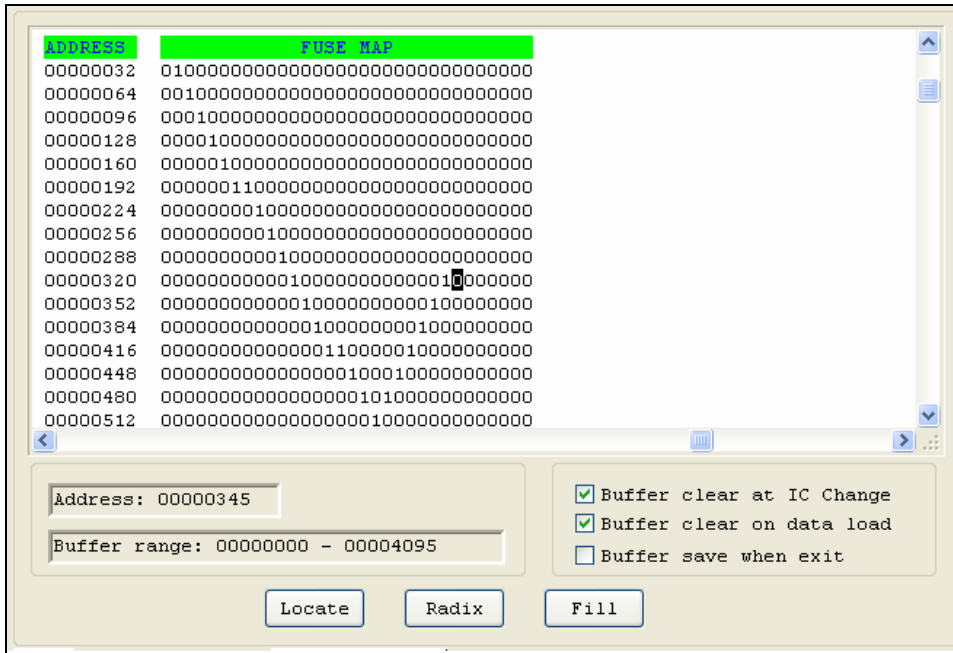 ADDRESS FUSE MAP
00000032 01000000000000000000000000000000
00000064 00100000000000000000000000000000
00000096 00010000000000000000000000000000
00000128 00001000000000000000000000000000
00000160 00000100000000000000000000000000
00000192 00000011000000000000000000000000
00000224 00000000100000000000000000000000
00000256 00000000010000000000000000000000
00000288 00000000001000000000000000000000
00000320 00000000000100000000000010000000
00000352 00000000000010000000000100000000
00000384 00000000000001000000001000000000
00000416 00000000000000110000010000000000
00000448 00000000000000001000100000000000
00000480 00000000000000000101000000000000
00000512 00000000000000000010000000000000
Address: 00000345
Buffer range: 00000000 - 00004095
Buffer clear at IC Change
Buffer clear on data load
Buffer save when exit
Locate Radix Fill